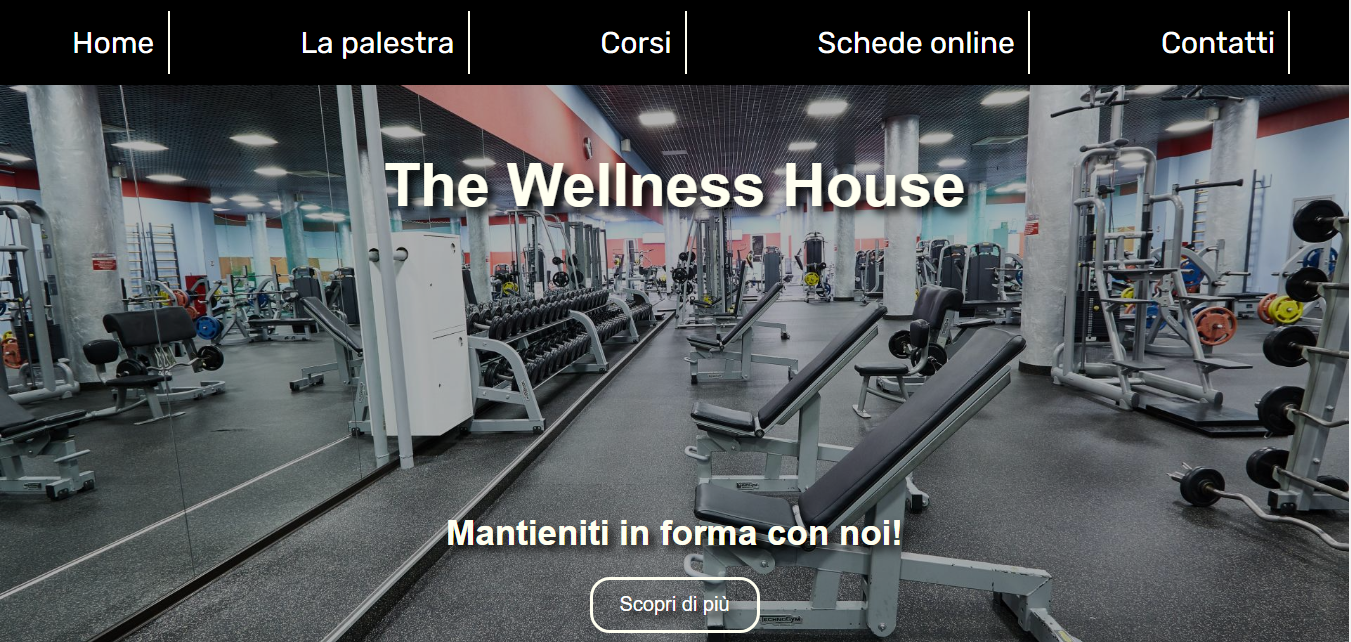 Home
La palestra
Corsi
Schede online
Contatti
The Wellness House
Mantieniti in forma con noi!
Scopri di più